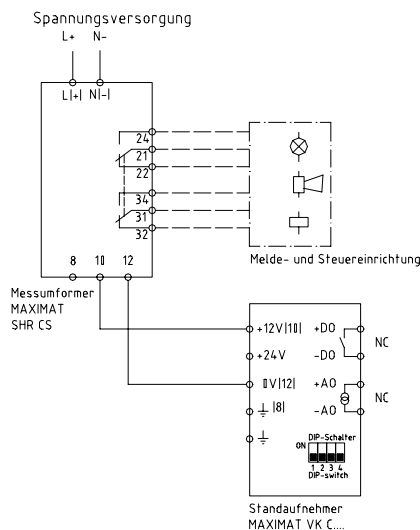 Spannungsversorgung
L+ N-
L|+| N|-|
24
21
22
34
31
32
8 10 12
Melde- und Steuereinrichtung
Messumformer
MAXIMAT
SHR CS
+12V|10| +DO
NC
+24V -DO
0V|12| +AO
NC
|8| -AO
DIP-Schalter
ON
1 2 3 4
DIP-switch
Standaufnehmer
MAXIMAT VK C....